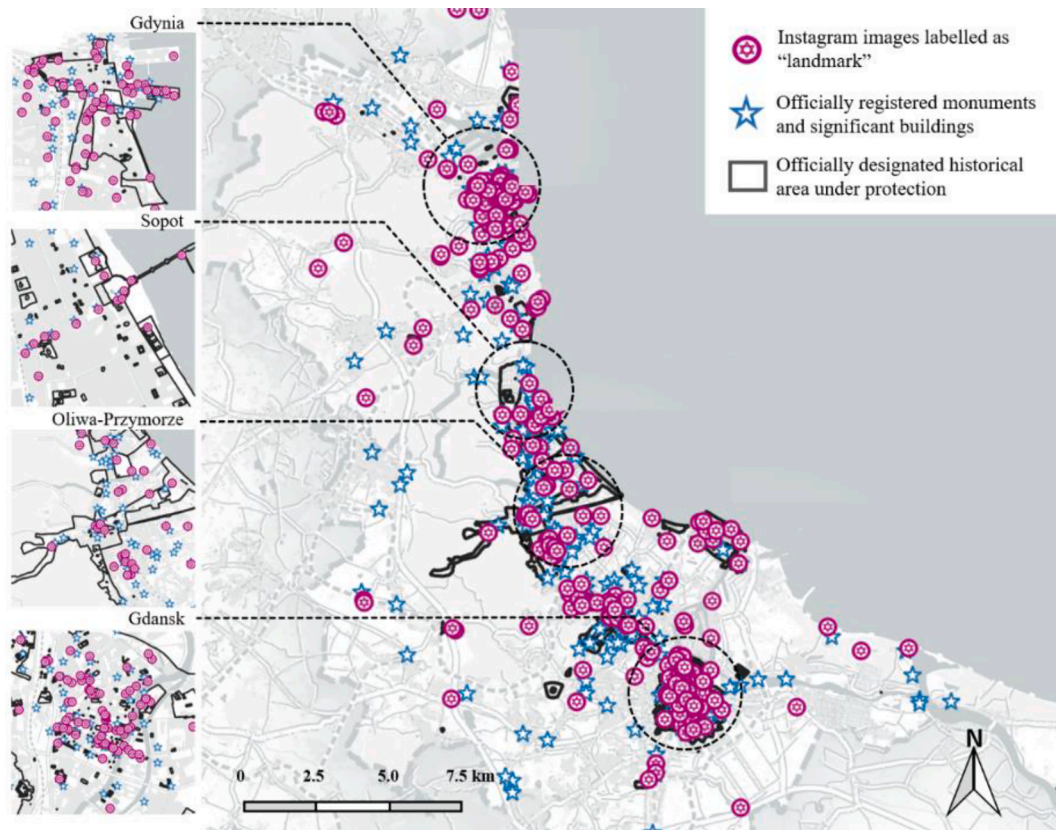 Gdynia
Instagram images labelled as
“landmark”
Officially registered monuments
and significant buildings
Officially designated historical
area under protection
Sopot
Oliwa-Przymorze
Gdansk
0 2.5 5.0 7.5 km
N